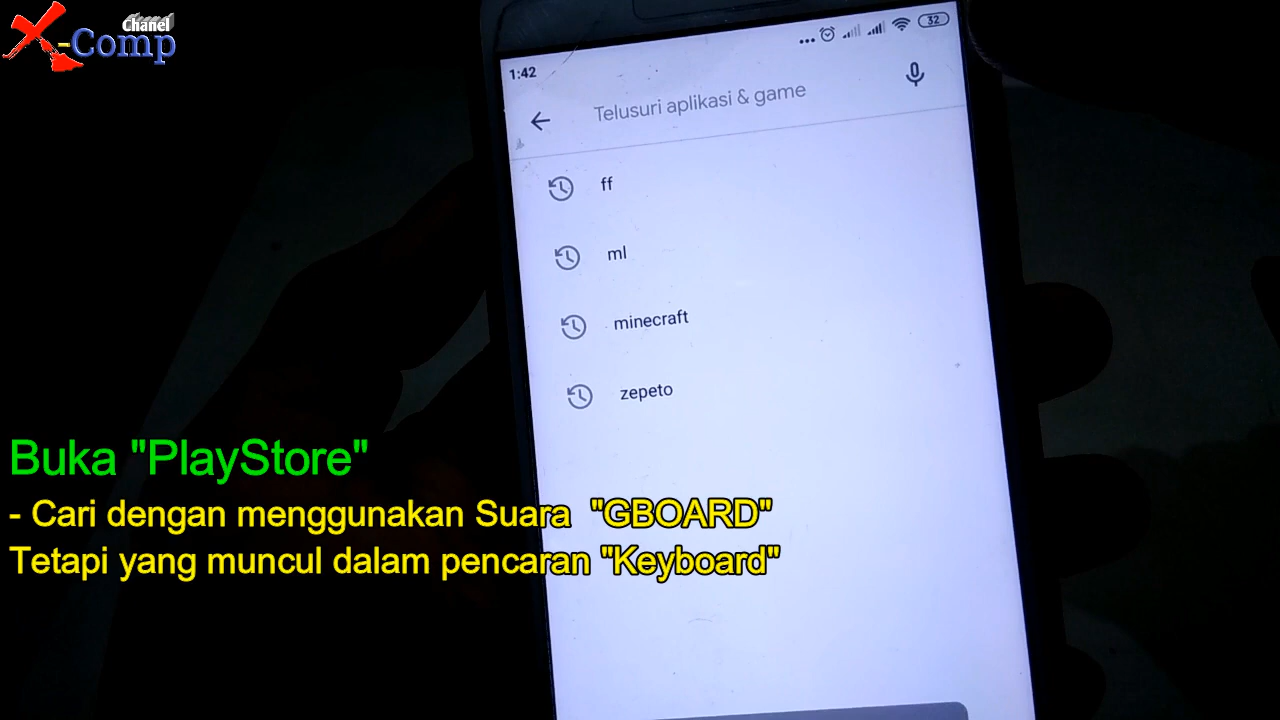 Chanel
X-Comp
32
1:42
Telusuri aplikasi & game
ff
ml
minecraft
zepeto
Buka "PlayStore"
- Cari dengan menggunakan Suara "GBOARD"
Tetapi yang muncul dalam pencaran "Keyboard"